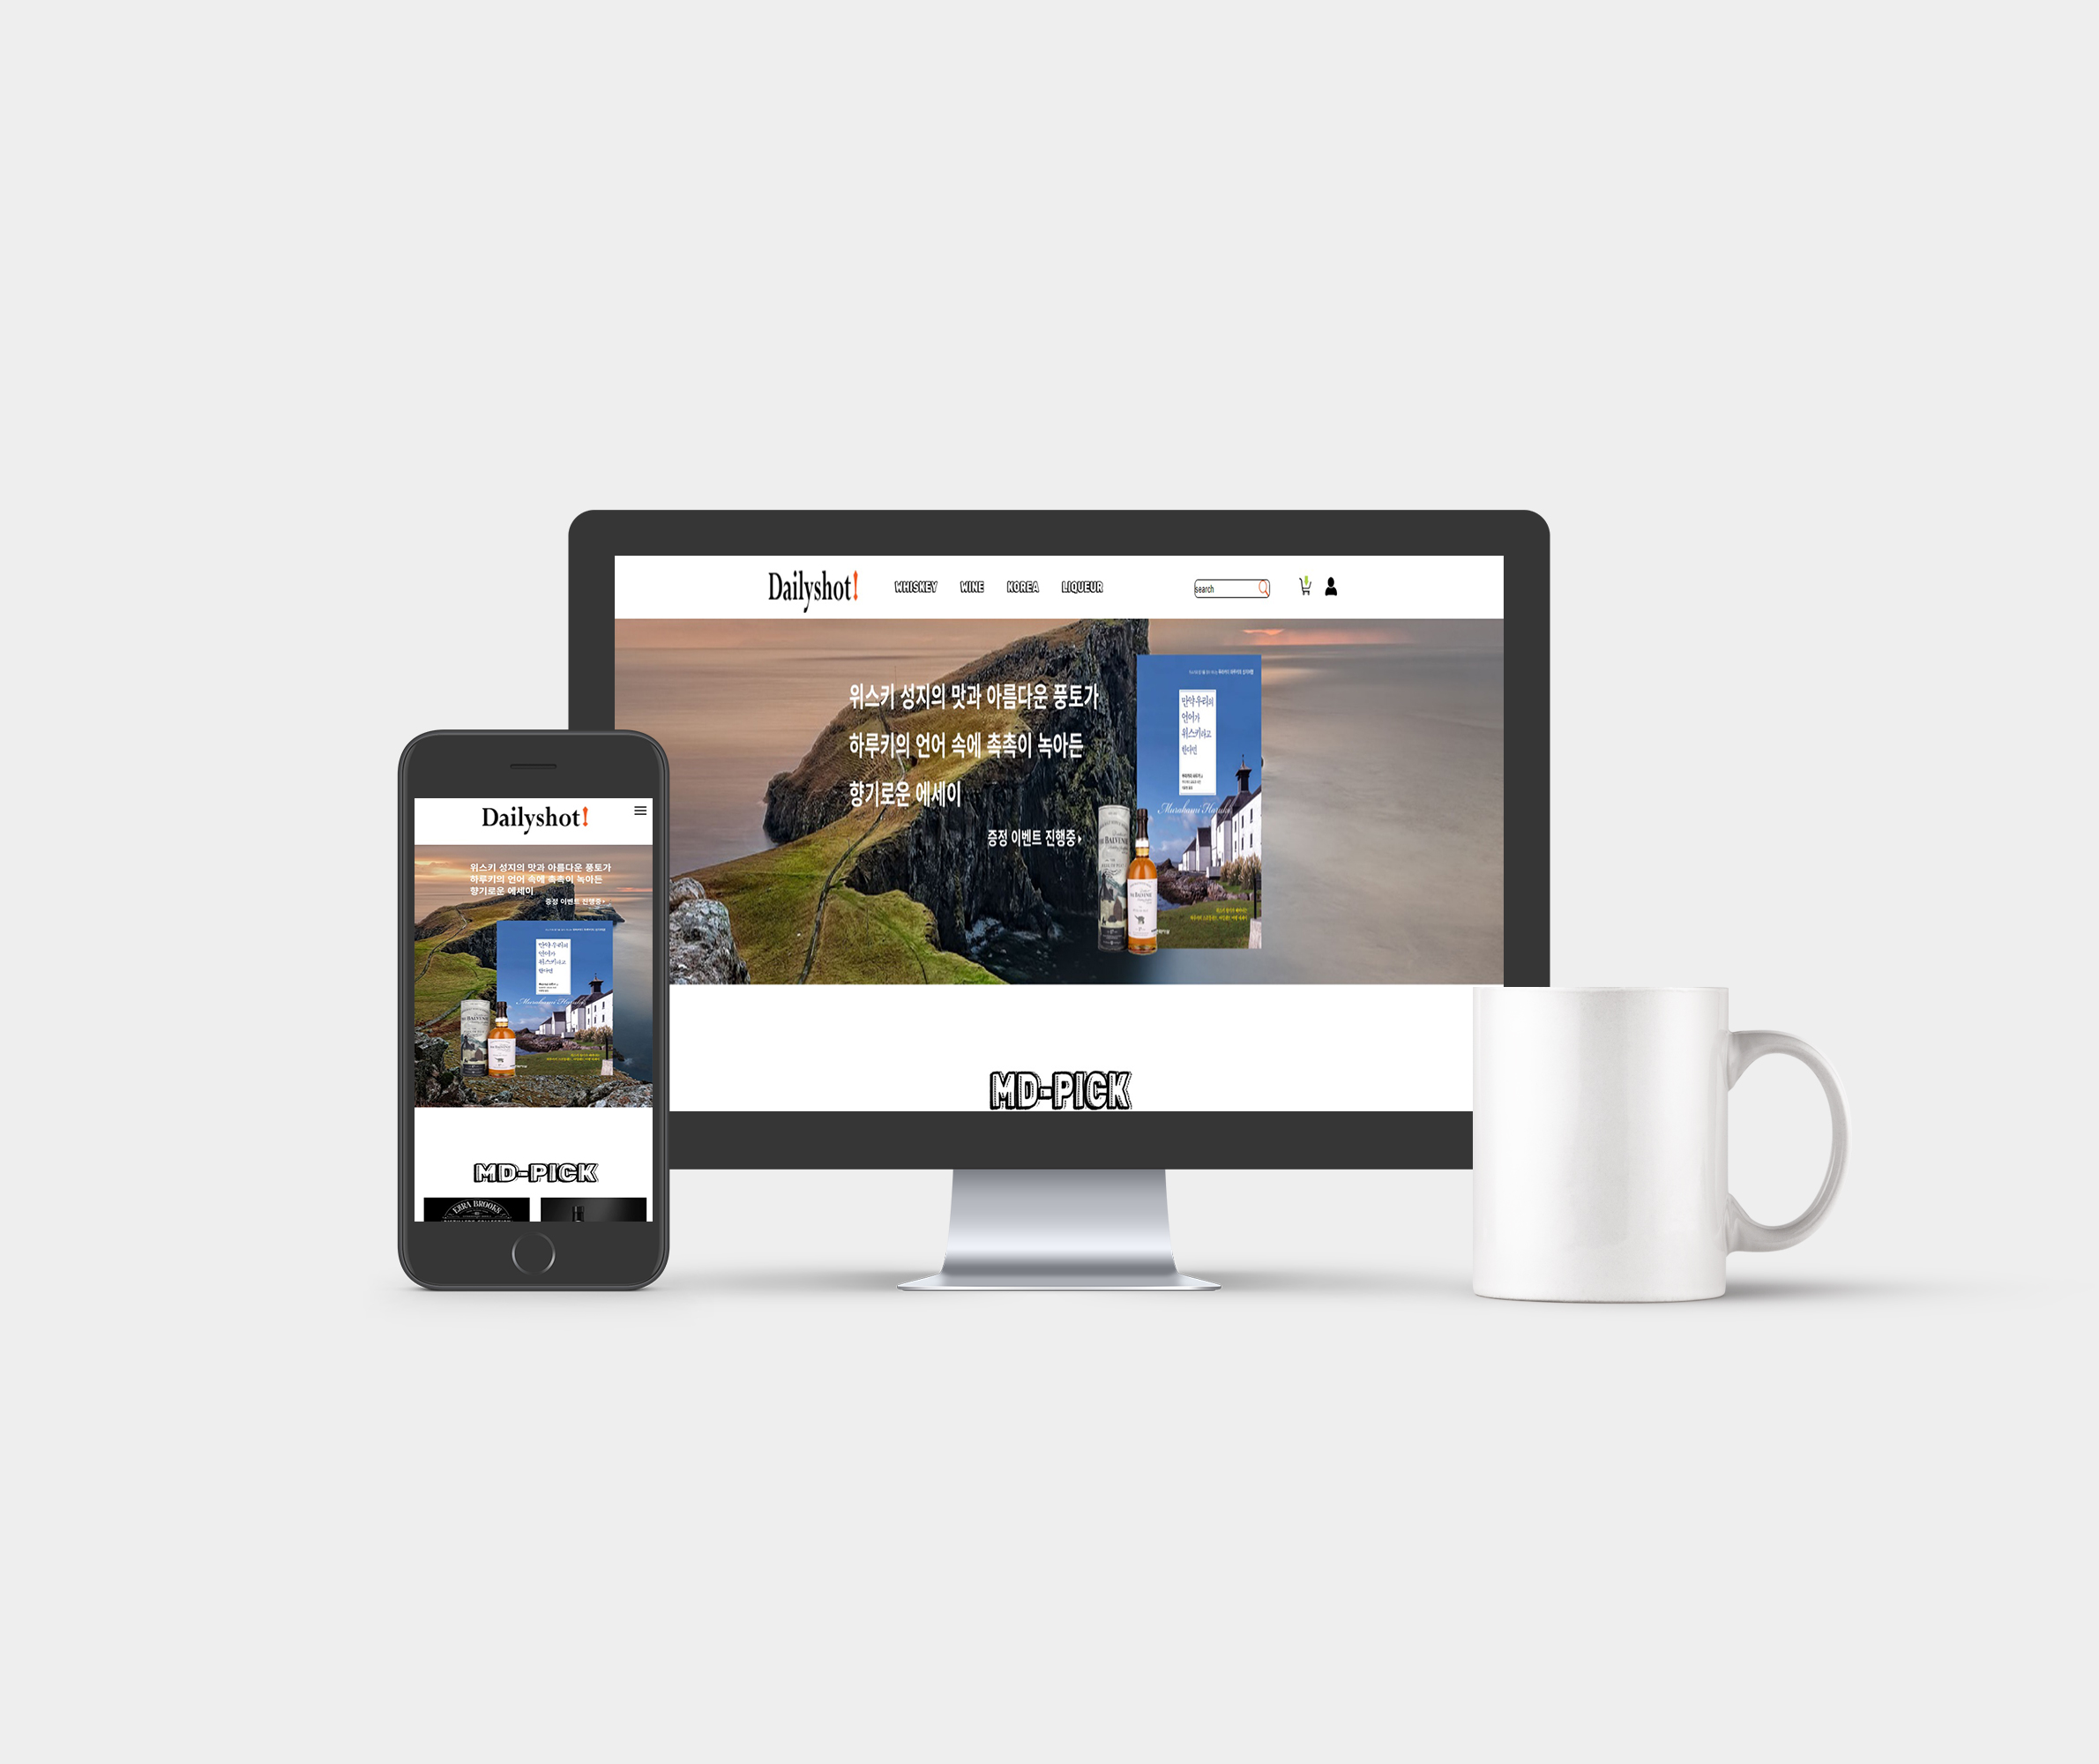 Dailyshot!
WHISKEY WINE KOREA LIQUEUR
search
위스키 성지의 맛과 아름다운 풍토가
하루키의 언어 속에 촉촉이 녹아든
향기로운 에세이
증정 이벤트 진행중
만약 우리의
언어가
위스키라고
한다면
Murakami Haruki
THE BALVENIE
MD-PICK
Dailyshot!
위스키 성지의 맛과 아름다운 풍토가
하루키의 언어 속에 촉촉이 녹아든
향기로운 에세이
증정 이벤트 진행중
만약 우리의
언어가
위스키라고
한다면
Murakami Haruki
MD-PICK
EZRA BROOKS